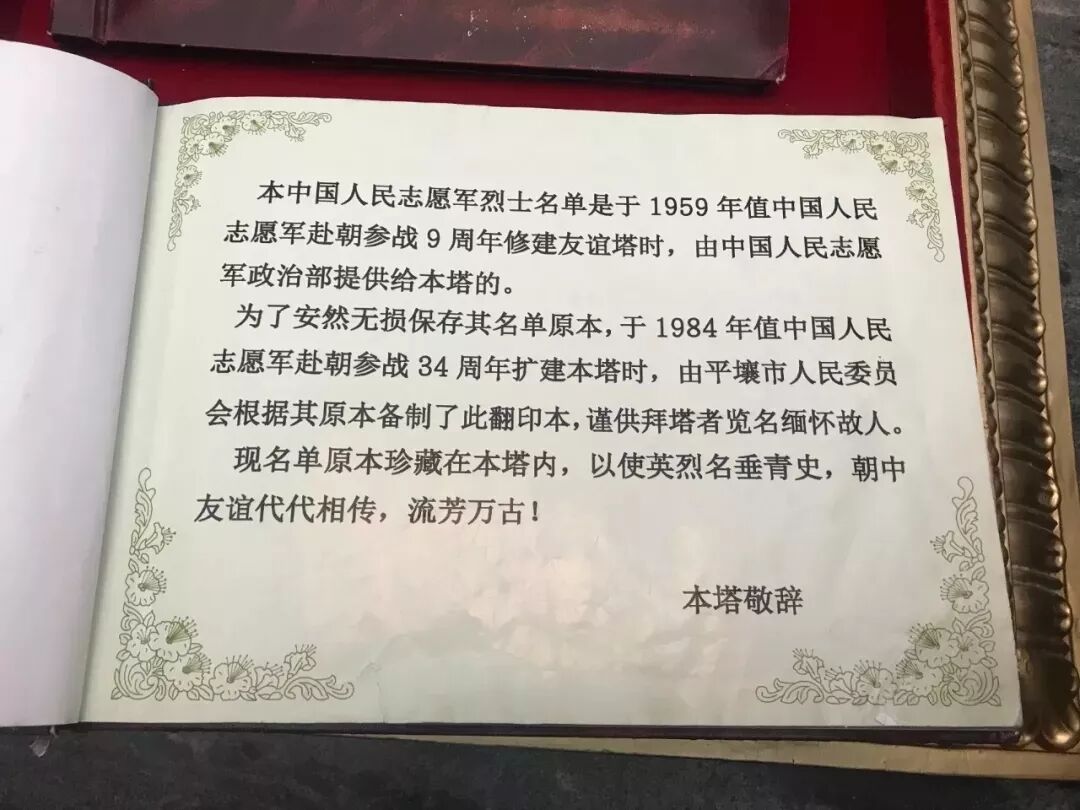 本中国人民志愿军烈士名单是于 1959 年值中国人民
志愿军赴朝参战 9 周年修建友谊塔时，由中国人民志愿
军政治部提供给本塔的。
为了安然无损保存其名单原本，于 1984 年值中国人民
志愿军赴朝参战 34 周年扩建本塔时，由平壤市人民委员
会根据其原本备制了此翻印本，谨供拜塔者览名缅怀故人。
现名单原本珍藏在本塔内，以使英烈名垂青史，朝中
友谊代代相传，流芳万古！
本塔敬辞